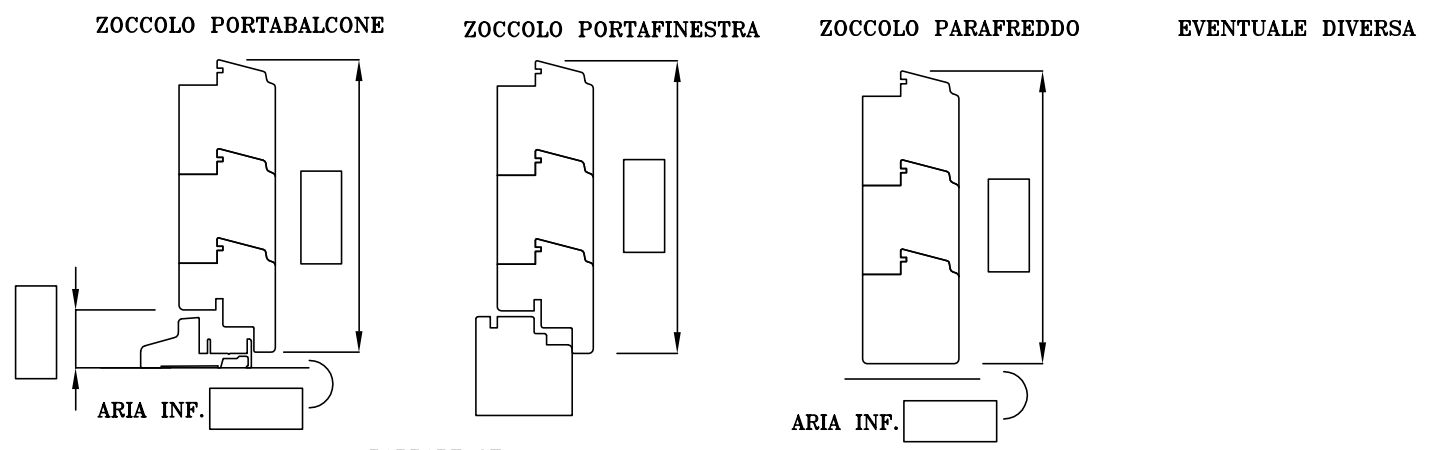 ZOCCOLO PORTABALCONE
ZOCCOLO PORTAFINESTRA
ZOCCOLO PARAFREDDO
EVENTUALE DIVERSA
ARIA INF.
ARIA INF.